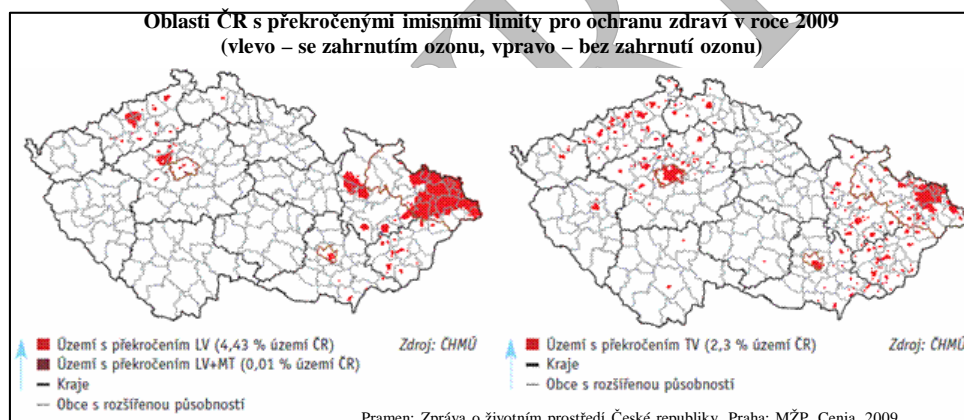 Oblasti ČR s překročenými imisními limity pro ochranu zdraví v roce 2009
(vlevo – se zahrnutím ozonu, vpravo – bez zahrnutí ozonu)
Území s překročením LV (4,43 % území ČR)
Zdroj: ČHMÚ
Území s překročením LV+MT (0,01 % území ČR)
Kraje
Obce s rozšířenou působností
Území s překročením TV (2,3 % území ČR)
Zdroj: ČHMÚ
Kraje
Obce s rozšířenou působností
Pramen: Zpráva o životním prostředí České republiky. Praha: MŽP, Cenia, 2009